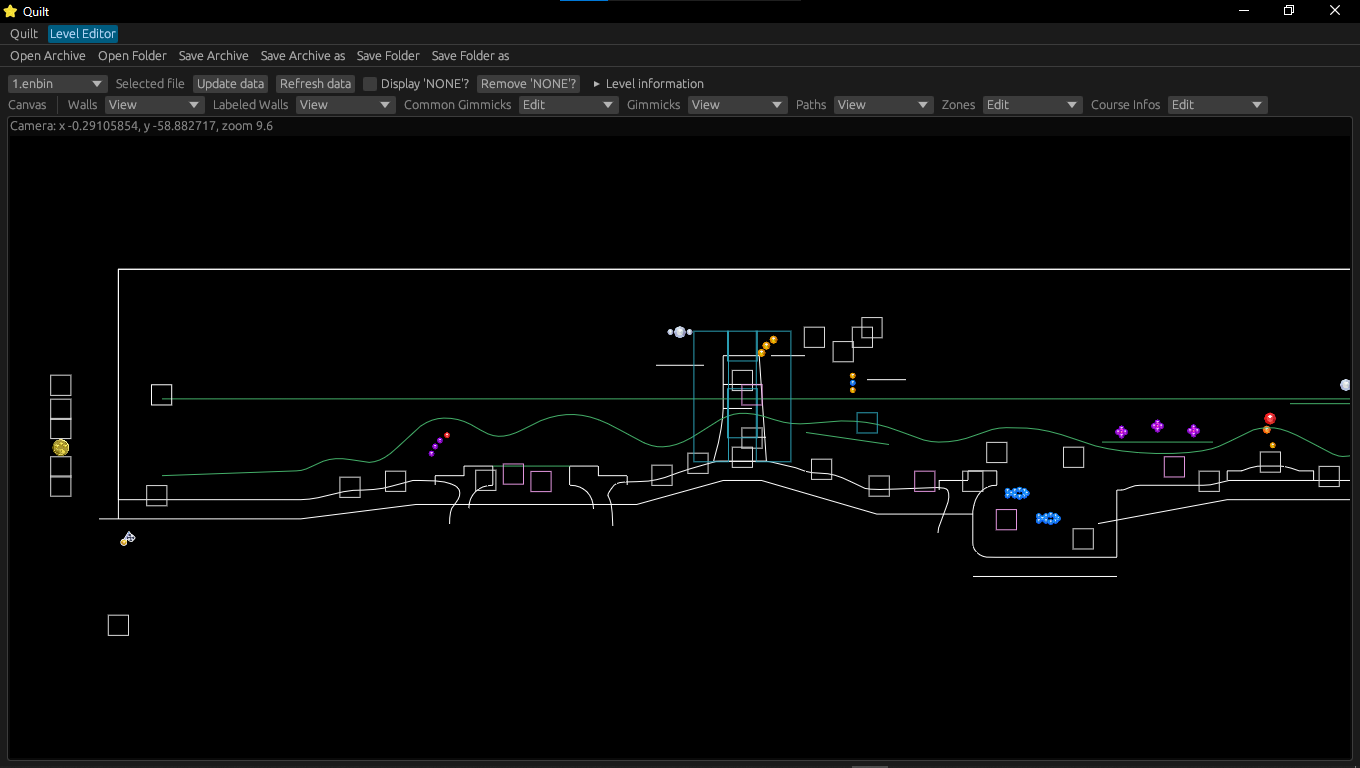 Quilt
Quilt Level Editor
Open Archive Open Folder Save Archive Save Archive as Save Folder Save Folder as
1.enbin Selected file Update data Refresh data Display 'NONE'? Remove 'NONE'? Level information
Canvas Walls View Labeled Walls View Common Gimmicks Edit Gimmicks View Paths View Zones Edit Course Infos Edit
Camera: x -0.29105854, y -58.882717, zoom 9.6